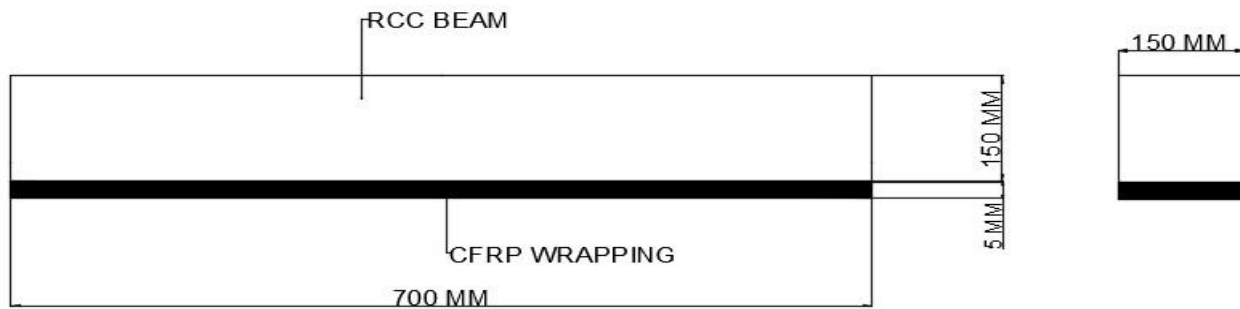 RCC BEAM
150 MM
150 MM
5 MM
CFRP WRAPPING
700 MM